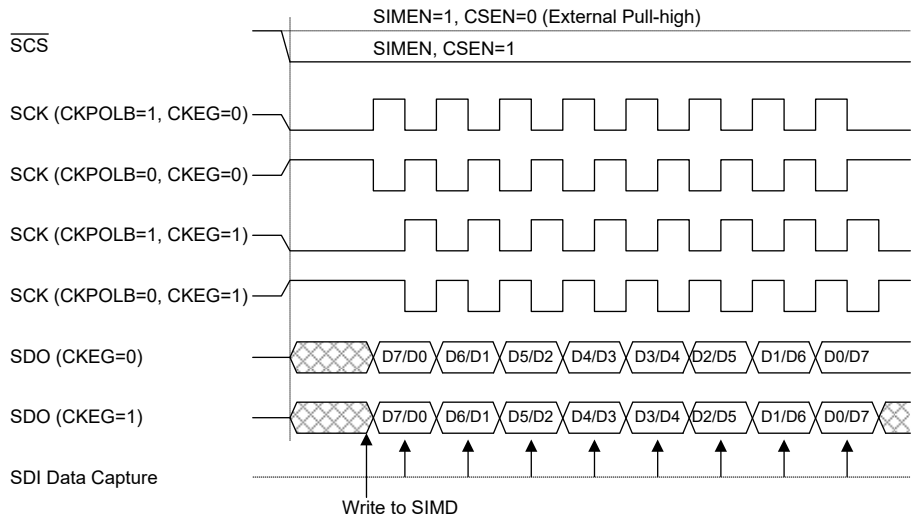 SIMEN=1, CSEN=0 (External Pull-high)
SCS
SIMEN, CSEN=1
SCK (CKPOLB=1, CKEG=0)
SCK (CKPOLB=0, CKEG=0)
SCK (CKPOLB=1, CKEG=1)
SCK (CKPOLB=0, CKEG=1)
SDO (CKEG=0) D7/D0 D6/D1 D5/D2 D4/D3 D3/D4 D2/D5 D1/D6 D0/D7
SDO (CKEG=1) D7/D0 D6/D1 D5/D2 D4/D3 D3/D4 D2/D5 D1/D6 D0/D7
SDI Data Capture
Write to SIMD